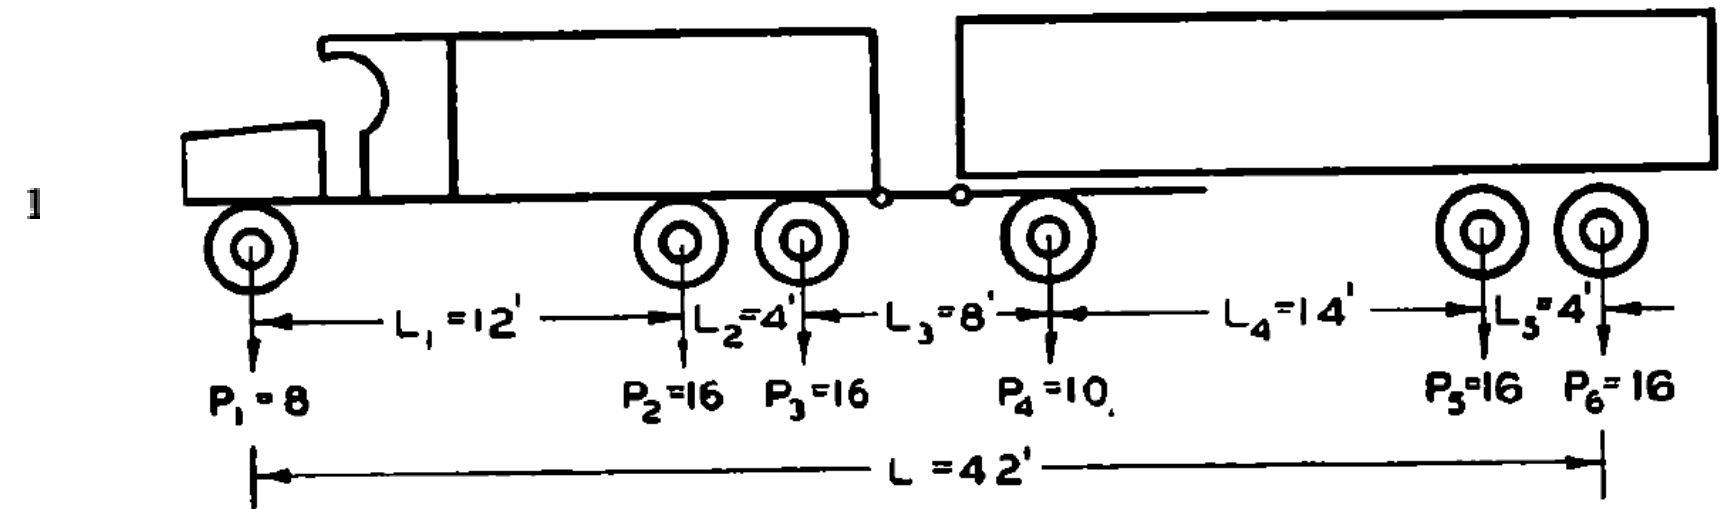 1
L₁ = 12' L₂=4' L₃=8' L₄=14' L₅=4'
P₁ = 8 P₂=16 P₃=16 P₄=10 P₅=16 P₆=16
L = 42'